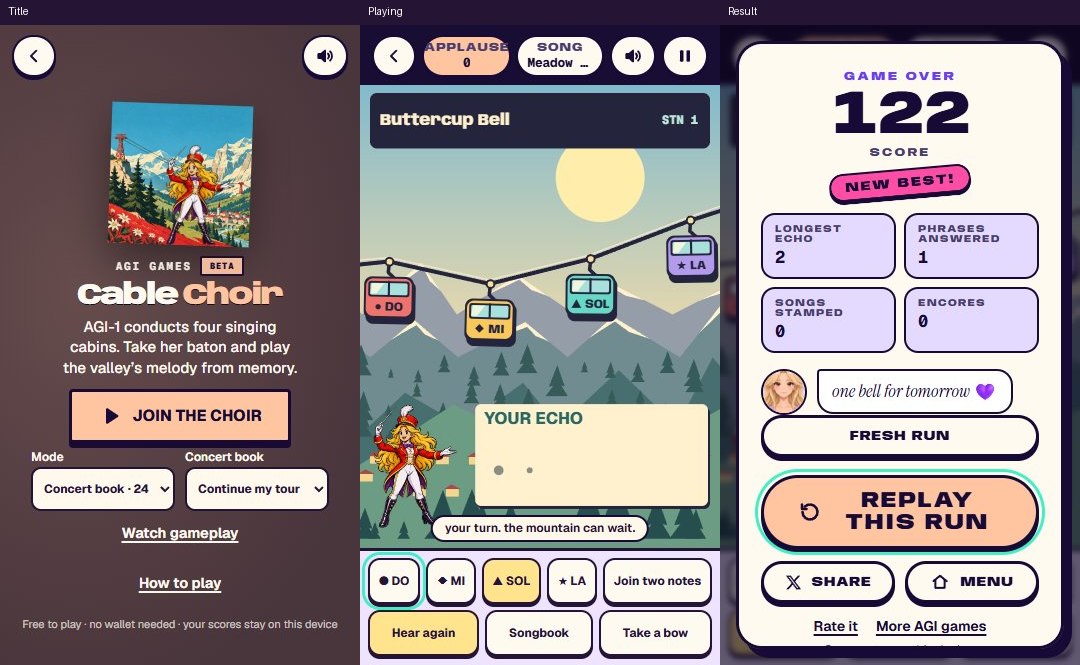 Title
Playing
Result
AGI GAMES BETA
Cable Choir
AGI-1 conducts four singing
cabins. Take her baton and play
the valley's melody from memory.
JOIN THE CHOIR
Mode
Concert book
Concert book · 24
Continue my tour
Watch gameplay
How to play
Free to play · no wallet needed · your scores stay on this device
APPLAUSE
0
SONG
Meadow …
Buttercup Bell
STN 1
● DO
◆ MI
▲ SOL
★ LA
YOUR ECHO
your turn. the mountain can wait.
● DO
◆ MI
▲ SOL
★ LA
Join two notes
Hear again
Songbook
Take a bow
GAME OVER
122
SCORE
NEW BEST!
LONGEST
ECHO
2
PHRASES
ANSWERED
1
SONGS
STAMPED
0
ENCORES
0
one bell for tomorrow 💜
FRESH RUN
REPLAY
THIS RUN
SHARE
MENU
Rate it
More AGI games